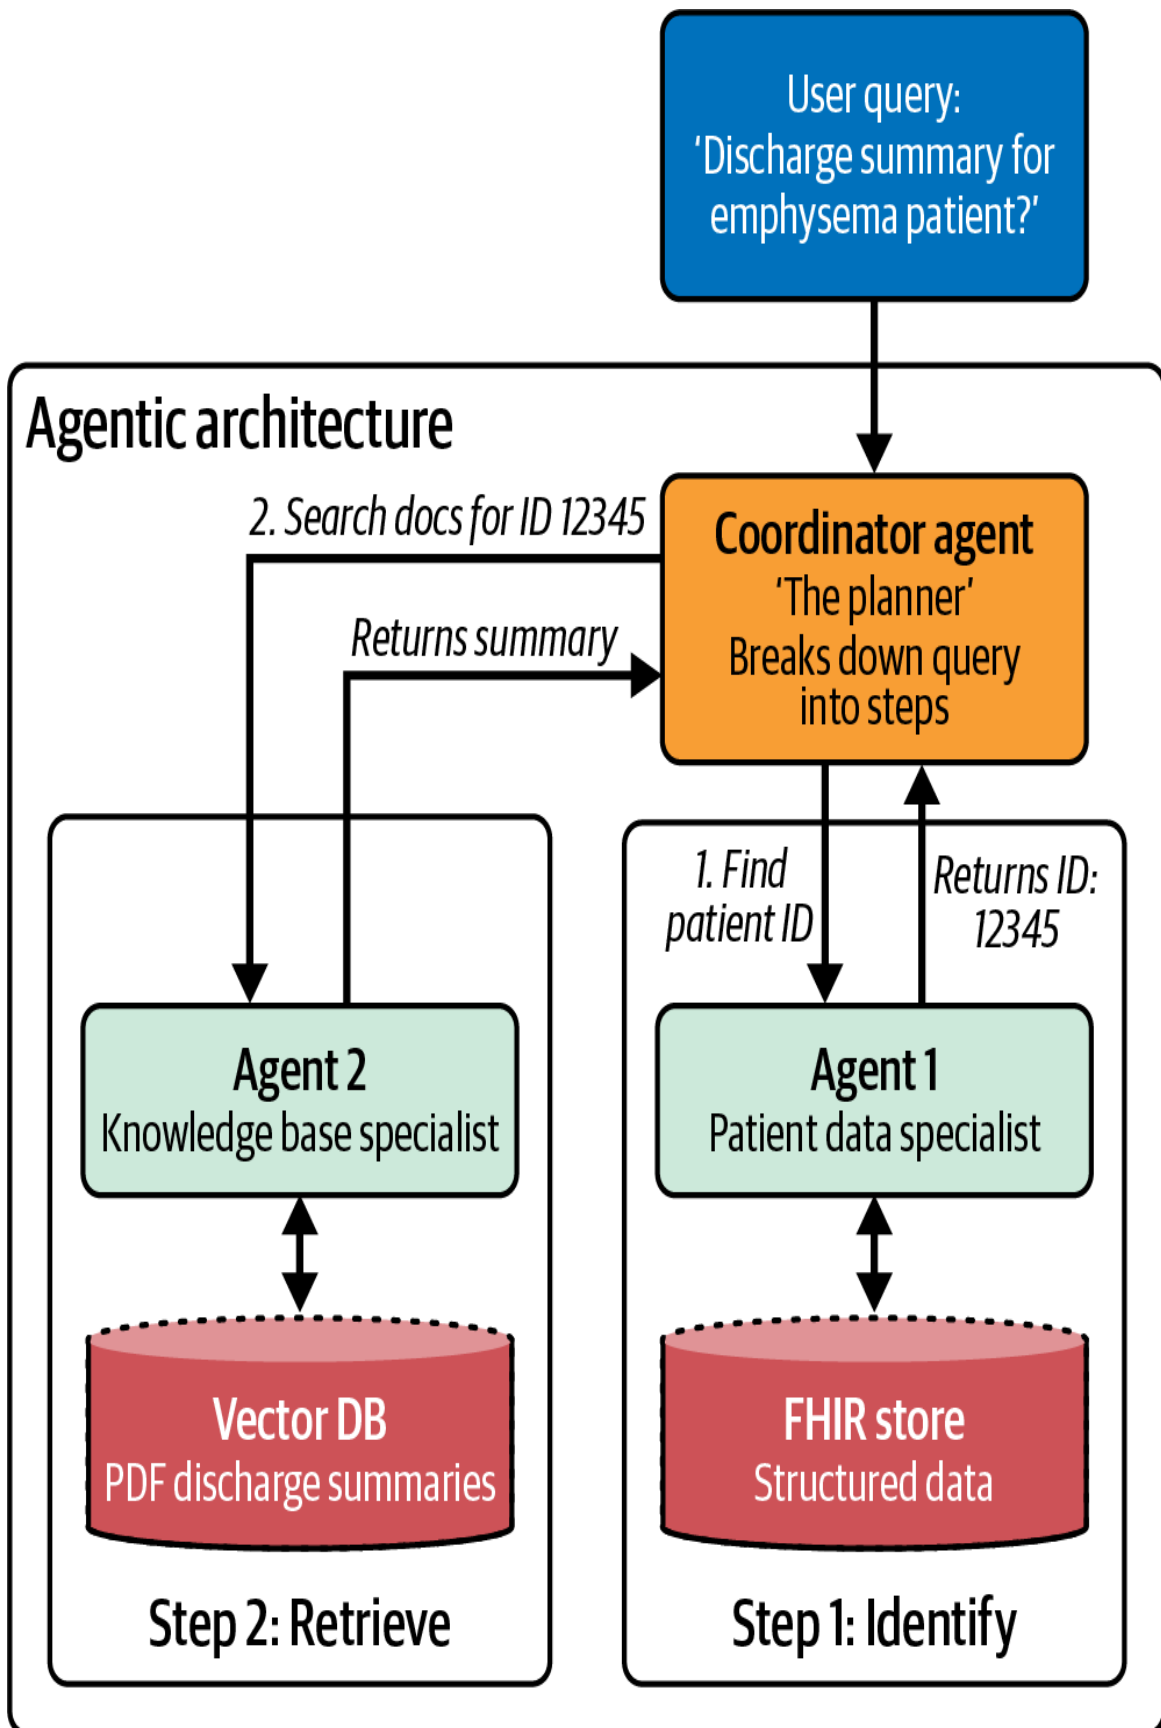 User query:
‘Discharge summary for
emphysema patient?’
Agentic architecture
2. Search docs for ID 12345
Returns summary
Coordinator agent
‘The planner’
Breaks down query
into steps
1. Find
patient ID
Returns ID:
12345
Agent 2
Knowledge base specialist
Agent 1
Patient data specialist
Vector DB
PDF discharge summaries
FHIR store
Structured data
Step 2: Retrieve
Step 1: Identify